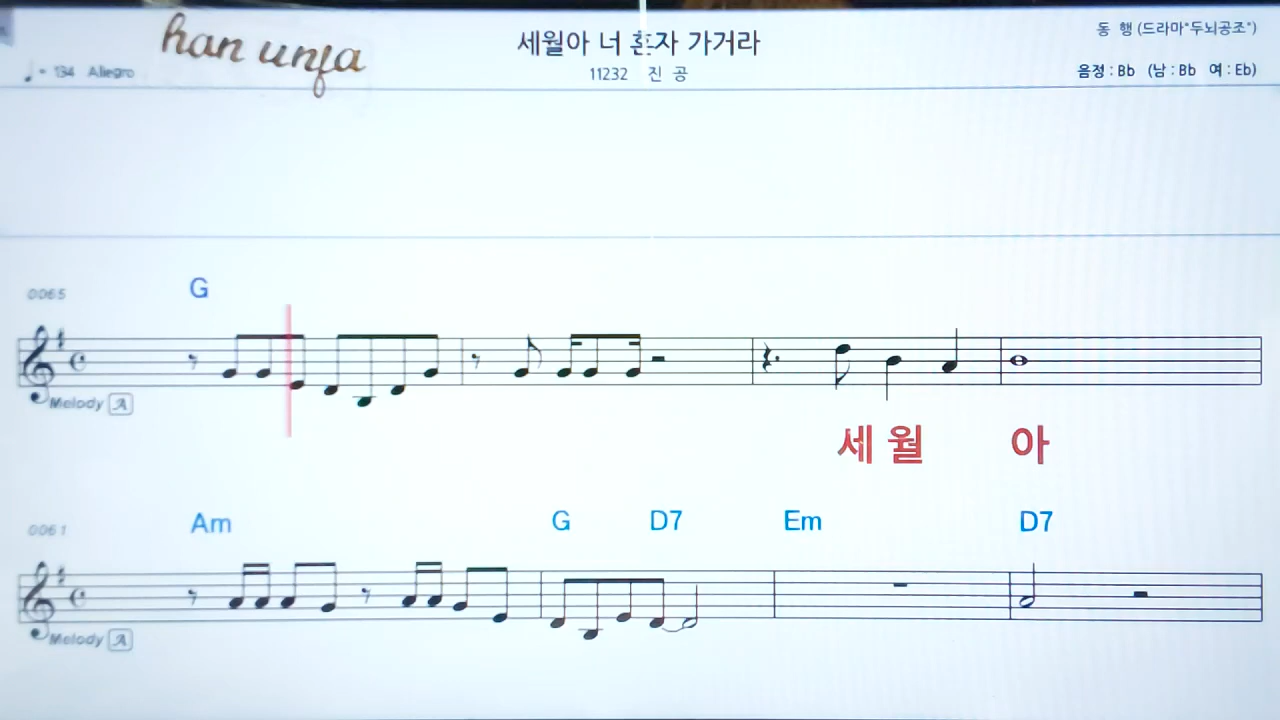 han unfa
세월아 너 혼자 가거라
동 행 (드라마"두뇌공조")
♩ = 134 Allegro
11232 진 공
음정 : Bb (남 : Bb 여 : Eb)
0065
G
Melody A
세 월 아
0061
Am G D7 Em D7
Melody A